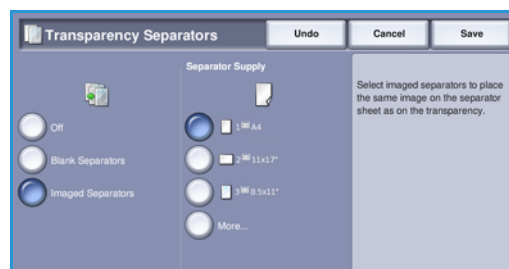 Transparency Separators
Undo
Cancel
Save
Separator Supply
Off
Blank Separators
Imaged Separators
1 A4
2 11x17"
3 8.5x11"
More...
Select imaged separators to place
the same image on the separator
sheet as on the transparency.